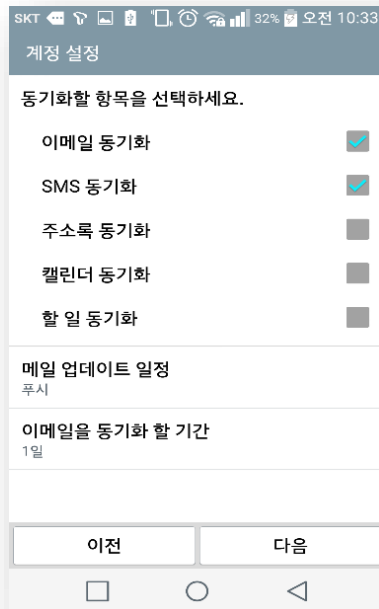 SKT 32% 오전 10:33
계정 설정
동기화할 항목을 선택하세요.
이메일 동기화
SMS 동기화
주소록 동기화
캘린더 동기화
할 일 동기화
메일 업데이트 일정
푸시
이메일을 동기화 할 기간
1일
이전 다음